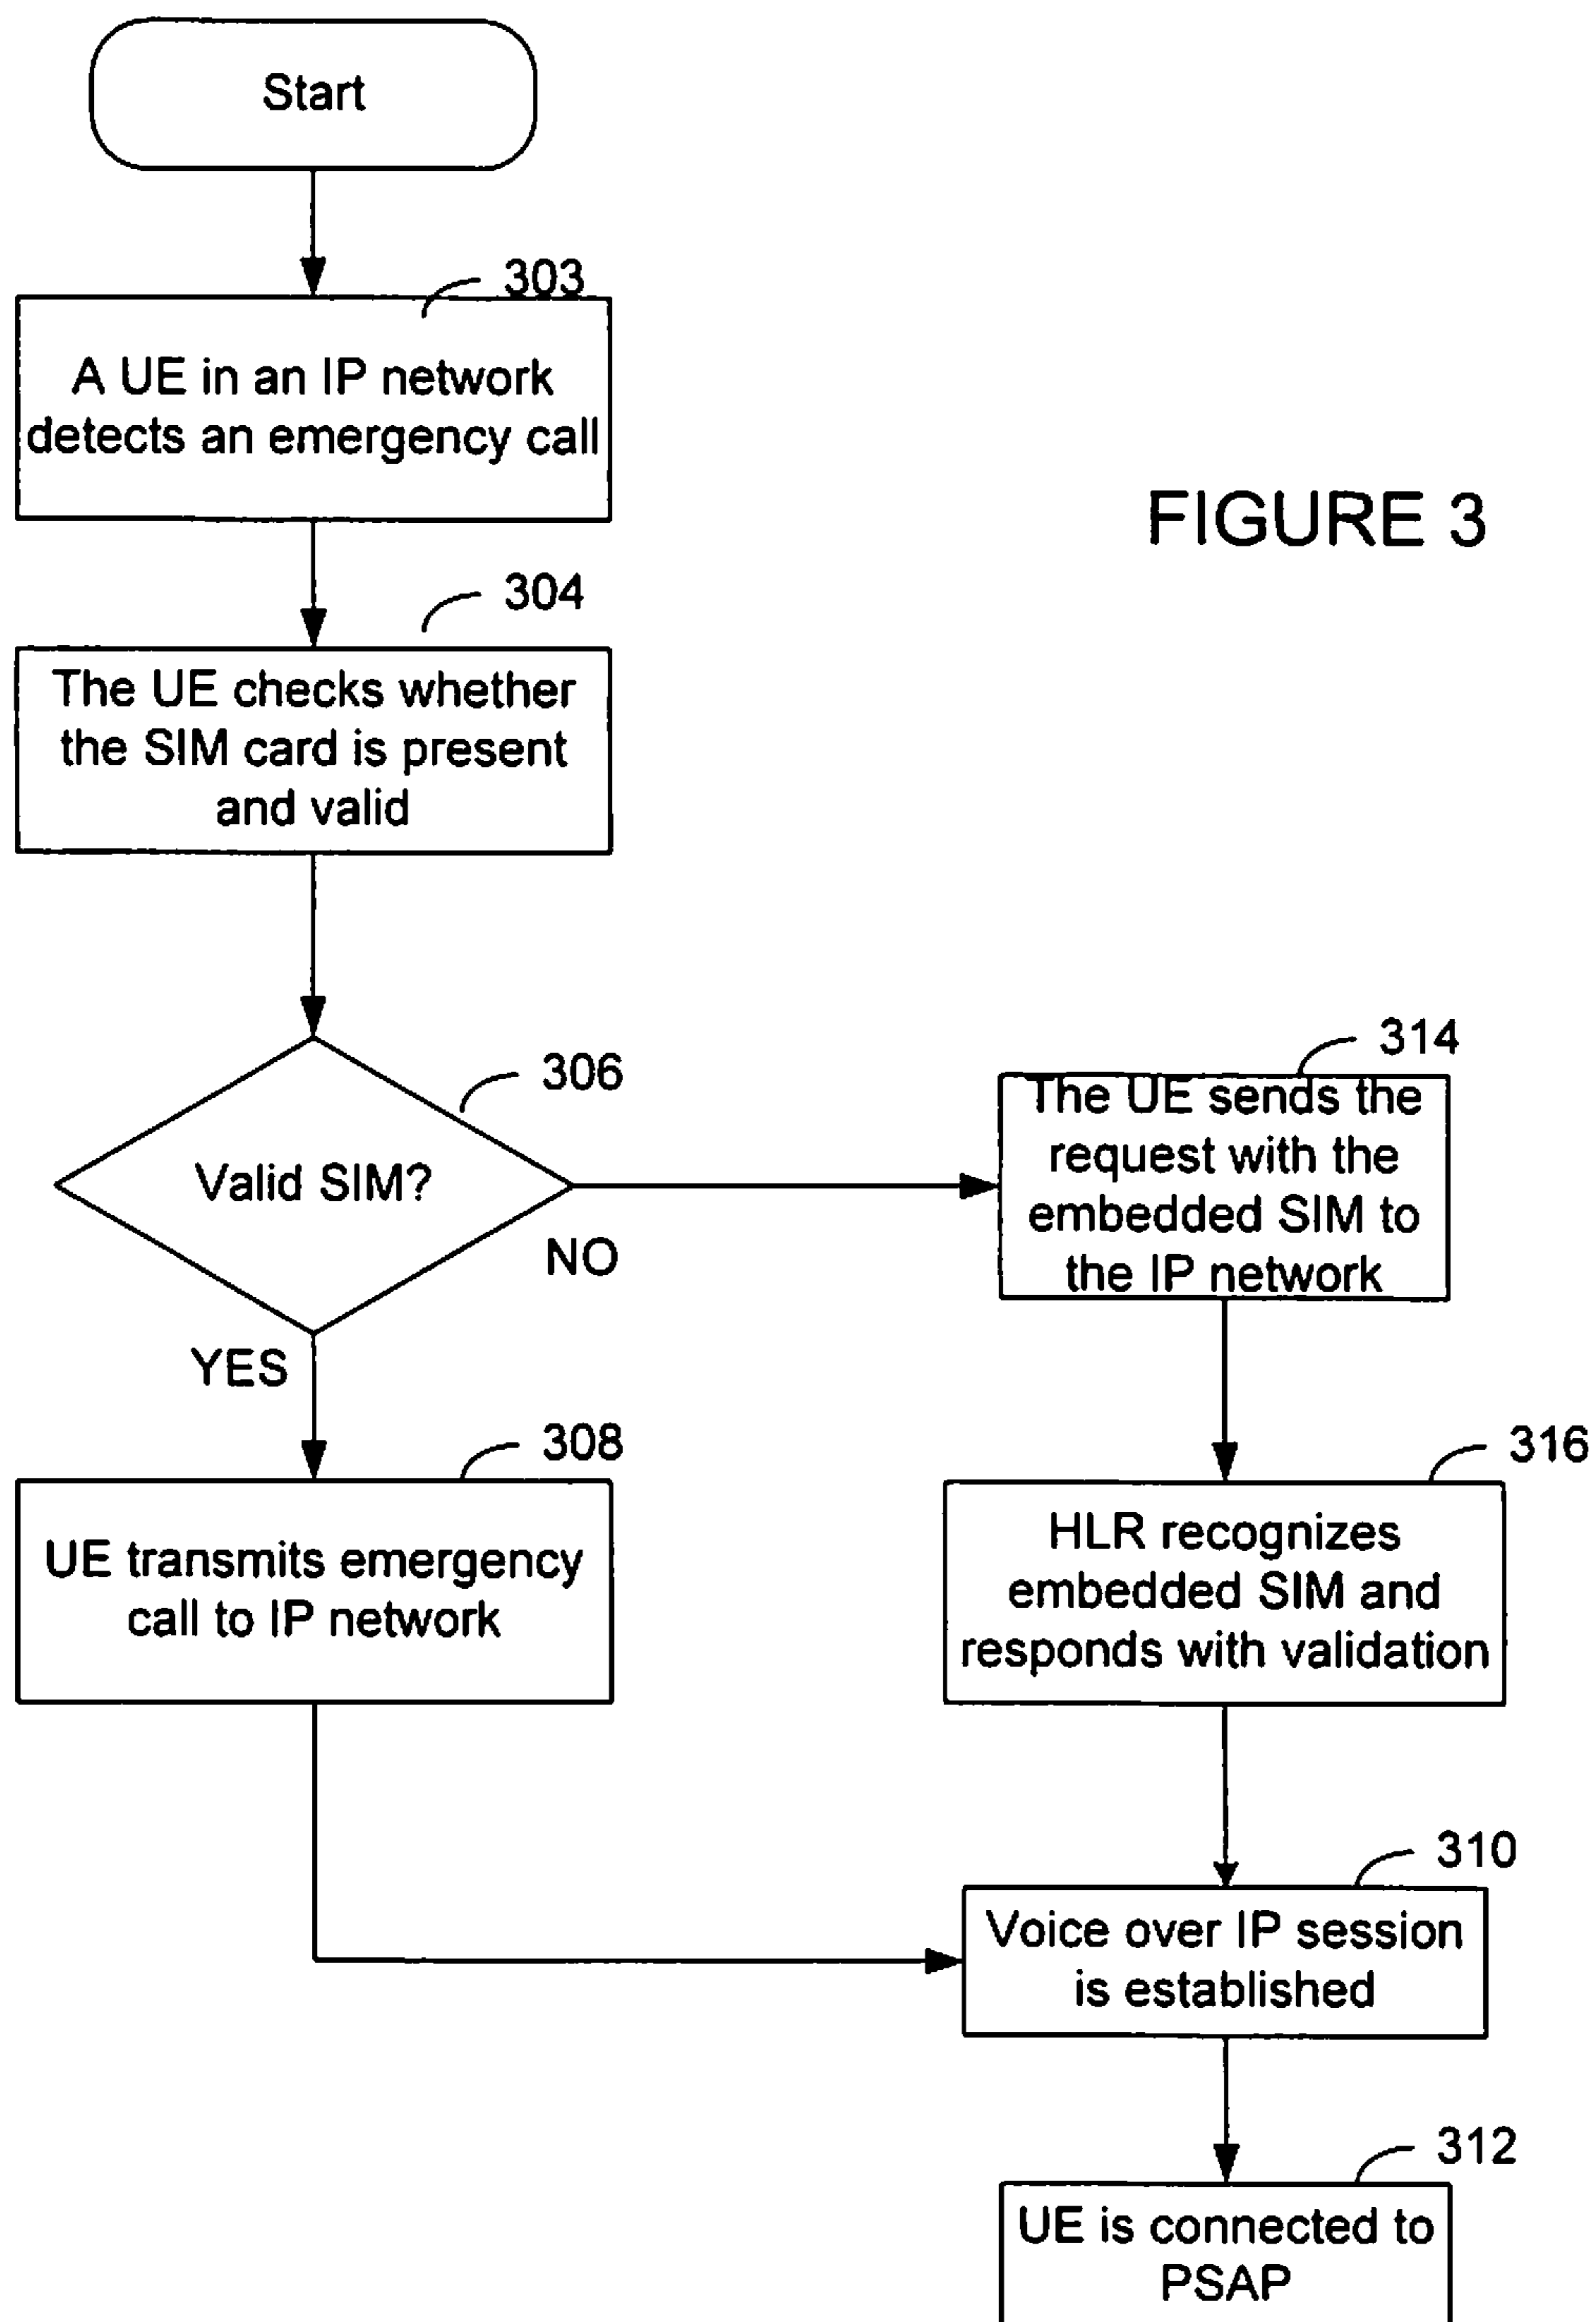 Start
303
A UE in an IP network
detects an emergency call
FIGURE 3
304
The UE checks whether
the SIM card is present
and valid
306
Valid SIM?
NO
YES
314
The UE sends the
request with the
embedded SIM to
the IP network
308
UE transmits emergency
call to IP network
316
HLR recognizes
embedded SIM and
responds with validation
310
Voice over IP session
is established
312
UE is connected to
PSAP